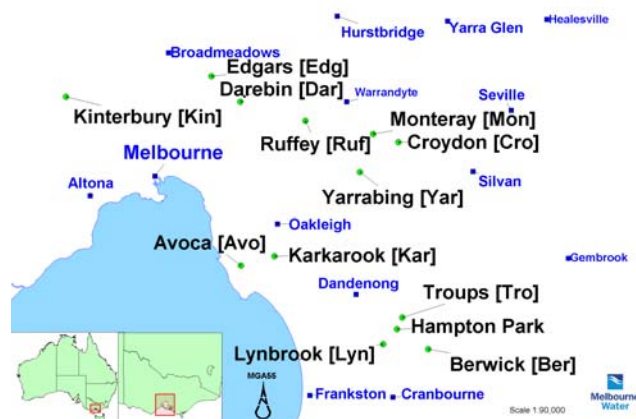 Hurstbridge
Yarra Glen
Healesville
Broadmeadows
Edgars [Edg]
Darebin [Dar]
Warrandyte
Seville
Kinterbury [Kin]
Monteray [Mon]
Ruffey [Ruf]
Croydon [Cro]
Melbourne
Altona
Yarrabing [Yar]
Silvan
Oakleigh
Avoca [Avo]
Karkarook [Kar]
Gembrook
Dandenong
Troups [Tro]
Hampton Park
Lynbrook [Lyn]
Berwick [Ber]
MGA55
Frankston
Cranbourne
Melbourne
Water
Scale 1:90,000